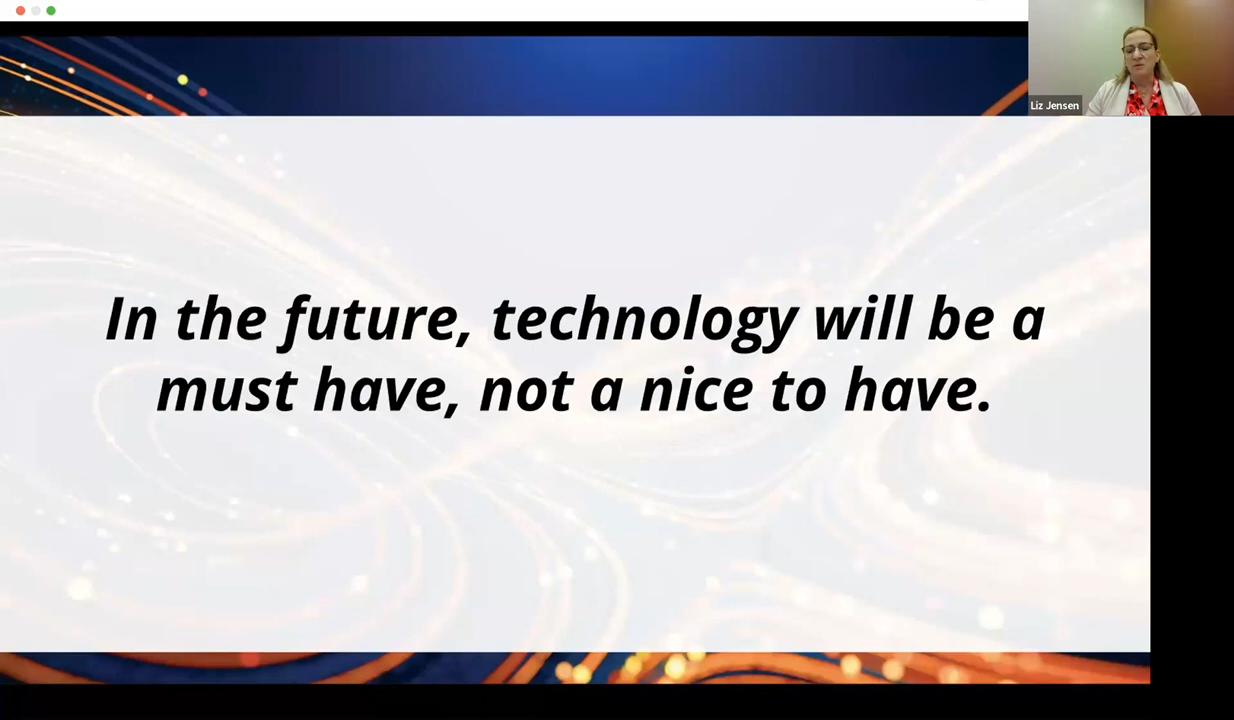 Liz Jensen
In the future, technology will be a
must have, not a nice to have.